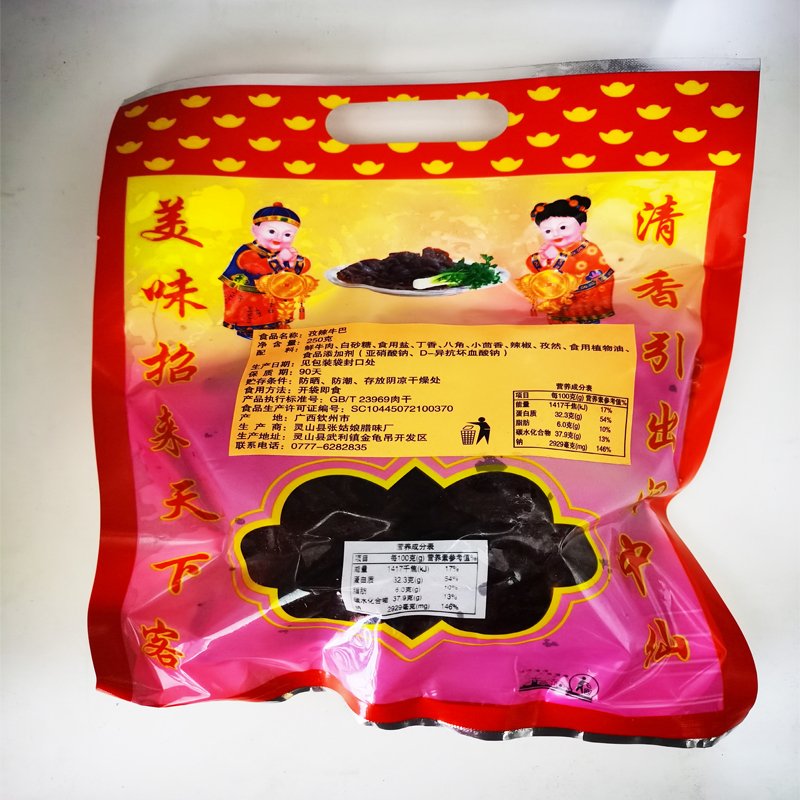 美味招来天下客
清香引出洞中仙
食品名称：孜辣牛巴
净含量：250克
配料：鲜牛肉、白砂糖、食用盐、丁香、八角、小茴香、辣椒、孜然、食用植物油、
食品添加剂（亚硝酸钠、D-异抗坏血酸钠）
生产日期：见包装袋封口处
保质期：90天
贮存条件：防晒、防潮、存放阴凉干燥处
食用方法：开袋即食
产品执行标准号：GB/T 23969肉干
食品生产许可证编号：SC10445072100370
产地：广西钦州市
生产商：灵山县张姑娘腊味厂
生产地址：灵山县武利镇金龟吊开发区
联系电话：0777-6282835
营养成分表
项目 每100克(g) 营养素参考值%
能量 1417千焦(kJ) 17%
蛋白质 32.3克(g) 54%
脂肪 6.0克(g) 10%
碳水化合物 37.9克(g) 13%
钠 2929毫克(mg) 146%
营养成分表
项目 每100克(g) 营养素参考值%
能量 1417千焦(kJ) 17%
蛋白质 32.3克(g) 54%
脂肪 6.0克(g) 10%
碳水化合物 37.9克(g) 13%
钠 2929毫克(mg) 146%